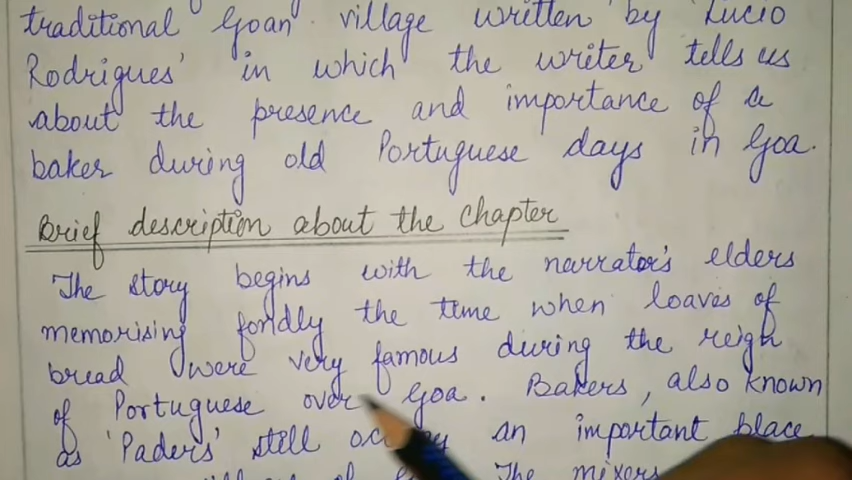 traditional Goan village written by Lucio
Rodrigues' in which the writer tells us
about the presence and importance of a
baker during old Portuguese days in Goa.
Brief description about the chapter
The story begins with the narrator's elders
memorising fondly the time when loaves of
bread were very famous during the reign
of Portuguese over Goa. Bakers, also known
as 'Paders' still an important place
of The mixers